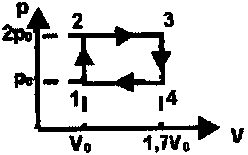 p
2p₀ 2 3
p₀ 1 4
V₀ 1,7V₀ V